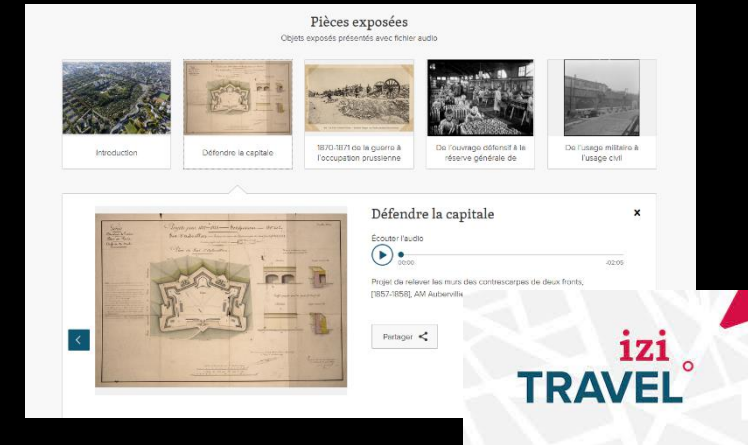 Pièces exposées
Objets exposés présentés avec fichier audio
Introduction
Défendre la capitale
1870-1871 de la guerre à
l'occupation prussienne
De l'ouvrage défensif à la
réserve générale de
De l'usage militaire à
l'usage civil
Défendre la capitale
x
Écouter l'audio
00:00
-02:05
Projet de relever les murs des contrescarpes de deux fronts,
[1857-1858], AM Aubervillie
Partager
izi
TRAVEL